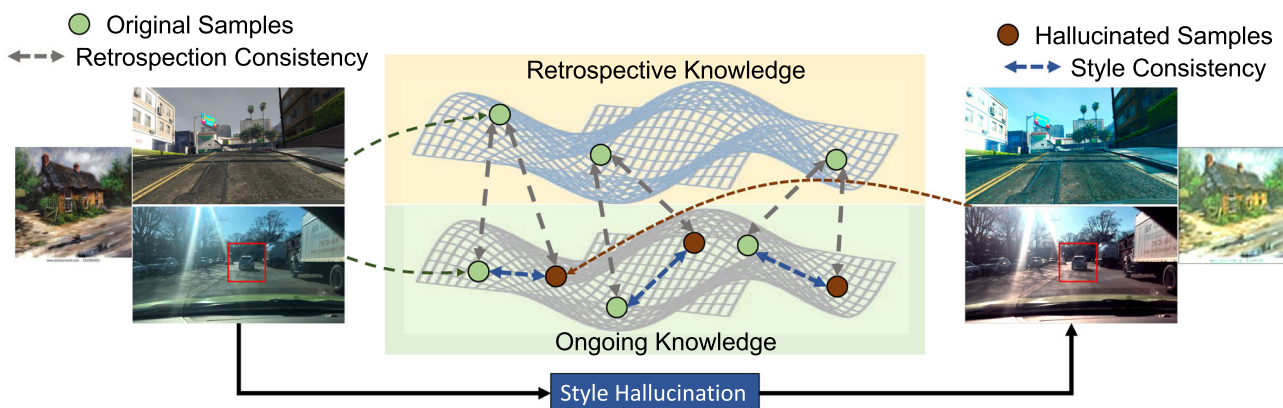 Original Samples
Retrospection Consistency
Hallucinated Samples
Style Consistency
Retrospective Knowledge
Ongoing Knowledge
Style Hallucination